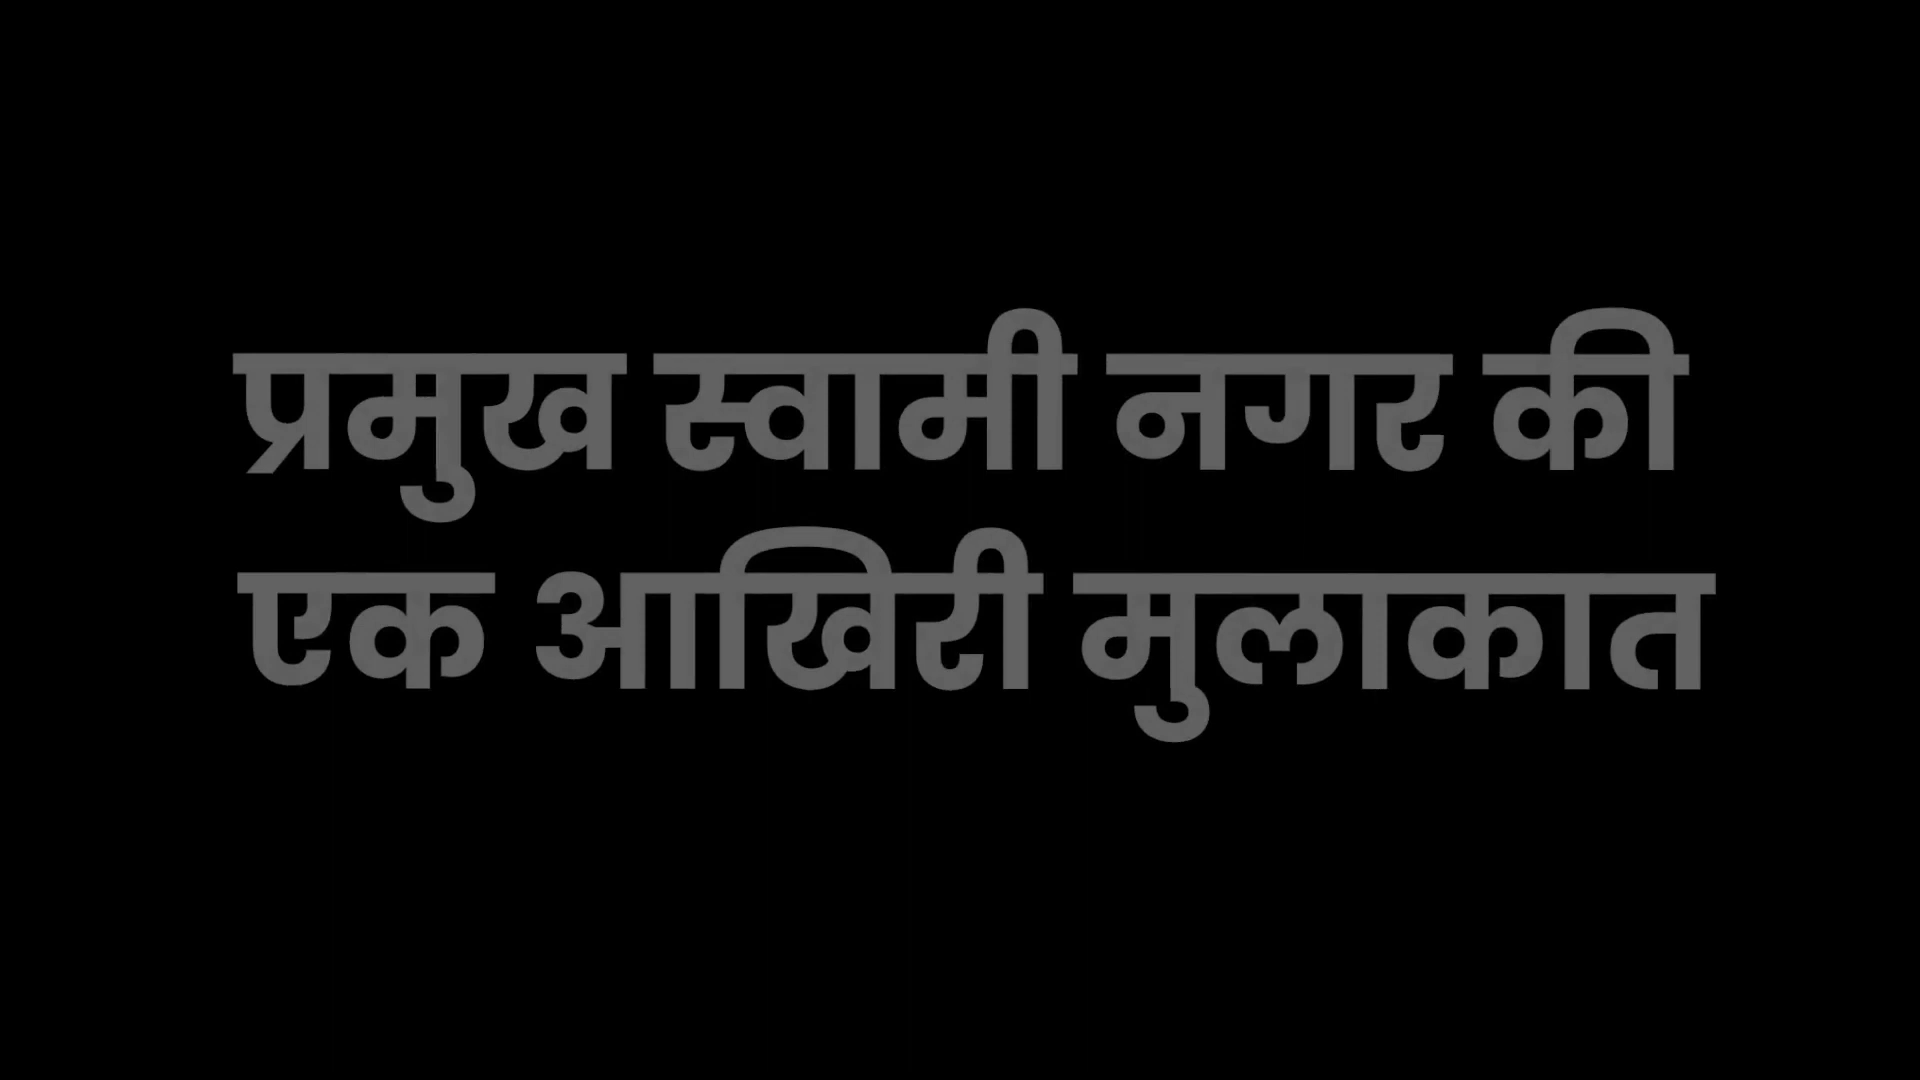 प्रमुख स्वामी नगर की
एक आखिरी मुलाकात